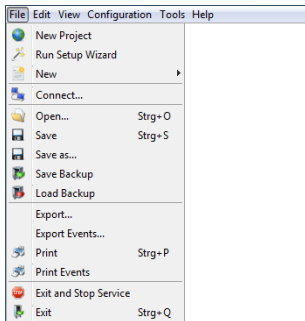 File Edit View Configuration Tools Help
New Project
Run Setup Wizard
New
Connect...
Open... Strg+O
Save Strg+S
Save as...
Save Backup
Load Backup
Export...
Export Events...
Print Strg+P
Print Events
Exit and Stop Service
Exit Strg+Q